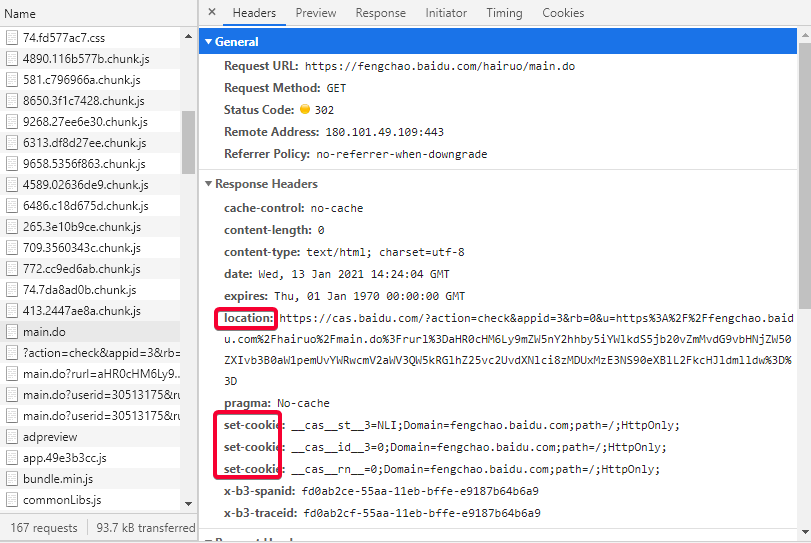 Name
74.fd577ac7.css
4890.116b577b.chunk.js
581.c796966a.chunk.js
8650.3f1c7428.chunk.js
9268.27ee6e30.chunk.js
6313.df8d27ee.chunk.js
9658.5356f863.chunk.js
4589.02636de9.chunk.js
6486.c18d675d.chunk.js
265.3e10b9ce.chunk.js
709.3560343c.chunk.js
772.cc9ed6ab.chunk.js
74.7da8ad0b.chunk.js
413.2447ae8a.chunk.js
main.do
?action=check&appid=3&rb=...
main.do?rurl=aHR0cHM6Ly9...
main.do?userid=30513175&ru
main.do?userid=30513175&ru
adpreview
app.49e3b3cc.js
bundle.min.js
commonLibs.js
167 requests 93.7 kB transferred
× Headers Preview Response Initiator Timing Cookies
General
Request URL: https://fengchao.baidu.com/hairuo/main.do
Request Method: GET
Status Code: 302
Remote Address: 180.101.49.109:443
Referrer Policy: no-referrer-when-downgrade
Response Headers
cache-control: no-cache
content-length: 0
content-type: text/html; charset=utf-8
date: Wed, 13 Jan 2021 14:24:04 GMT
expires: Thu, 01 Jan 1970 00:00:00 GMT
location: https://cas.baidu.com/?action=check&appid=3&rb=0&u=https%3A%2F%2Ffengchao.baid
u.com%2Fhairuo%2Fmain.do%3Frurl%3DaHR0cHM6Ly9mZW5nY2hhby5iYWlkdS5jb20vZmMvdG9vbHNjZW50
ZXIvb3B0aW1pemUvYWRwcmV2aWV3QW5kRGlhZ25vc2UvdXNlci8zMDUxMzE3NS90eXBlL2FkcHJldmlldw%3D%
3D
pragma: No-cache
set-cookie: __cas__st__3=NLI;Domain=fengchao.baidu.com;path=/;HttpOnly;
set-cookie: __cas__id__3=0;Domain=fengchao.baidu.com;path=/;HttpOnly;
set-cookie: __cas__rn__=0;Domain=fengchao.baidu.com;path=/;HttpOnly;
x-b3-spanid: fd0ab2ce-55aa-11eb-bffe-e9187b64b6a9
x-b3-traceid: fd0ab2cf-55aa-11eb-bffe-e9187b64b6a9